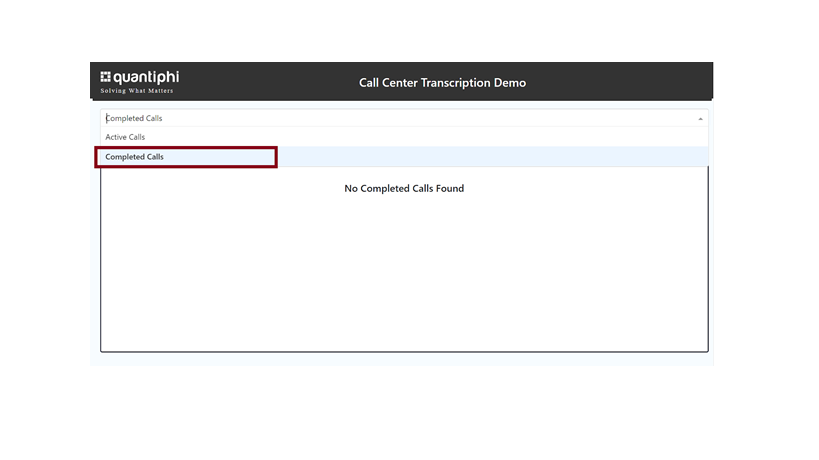 quantiphi
Solving What Matters
Call Center Transcription Demo
Completed Calls
Active Calls
Completed Calls
No Completed Calls Found